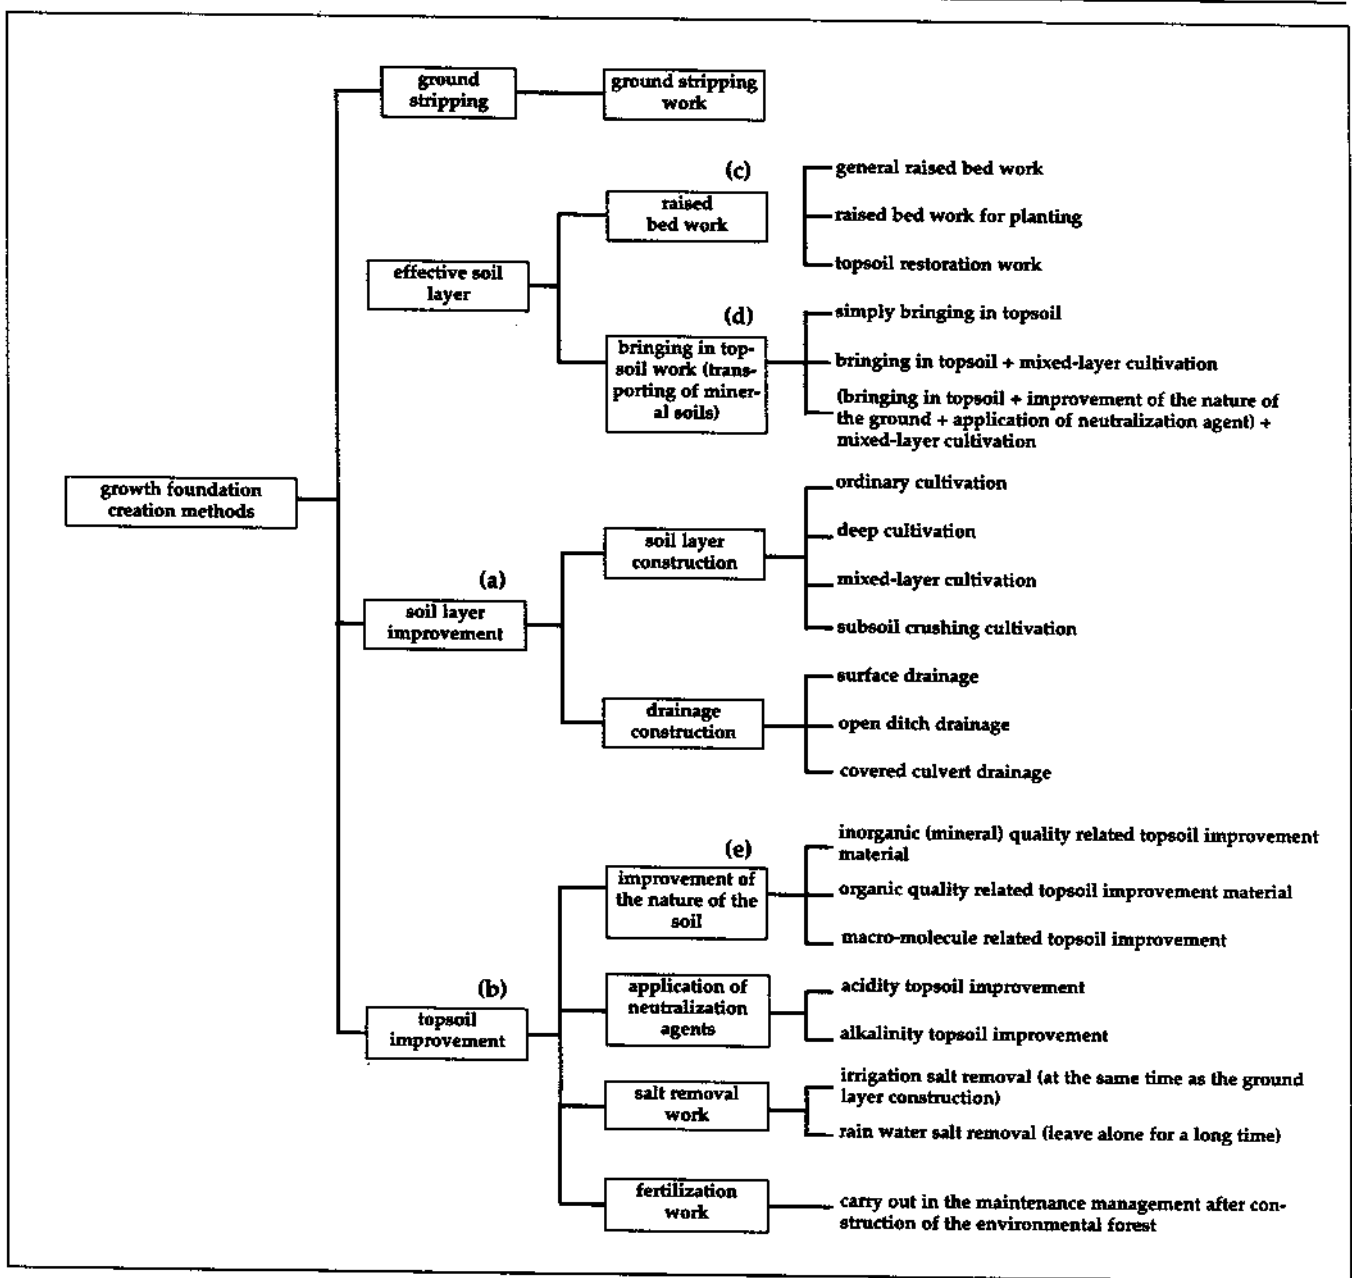 ground
stripping
ground stripping
work
(c)
raised
bed work
general raised bed work
raised bed work for planting
topsoil restoration work
effective soil
layer
(d)
bringing in top-
soil work (trans-
porting of miner-
al soils)
simply bringing in topsoil
bringing in topsoil + mixed-layer cultivation
(bringing in topsoil + improvement of the nature of
the ground + application of neutralization agent) +
mixed-layer cultivation
growth foundation
creation methods
(a)
soil layer
improvement
soil layer
construction
ordinary cultivation
deep cultivation
mixed-layer cultivation
subsoil crushing cultivation
drainage
construction
surface drainage
open ditch drainage
covered culvert drainage
(b)
topsoil
improvement
(e)
improvement of
the nature of the
soil
inorganic (mineral) quality related topsoil improvement
material
organic quality related topsoil improvement material
macro-molecule related topsoil improvement
application of
neutralization
agents
acidity topsoil improvement
alkalinity topsoil improvement
salt removal
work
irrigation salt removal (at the same time as the ground
layer construction)
rain water salt removal (leave alone for a long time)
fertilization
work
carry out in the maintenance management after con-
struction of the environmental forest